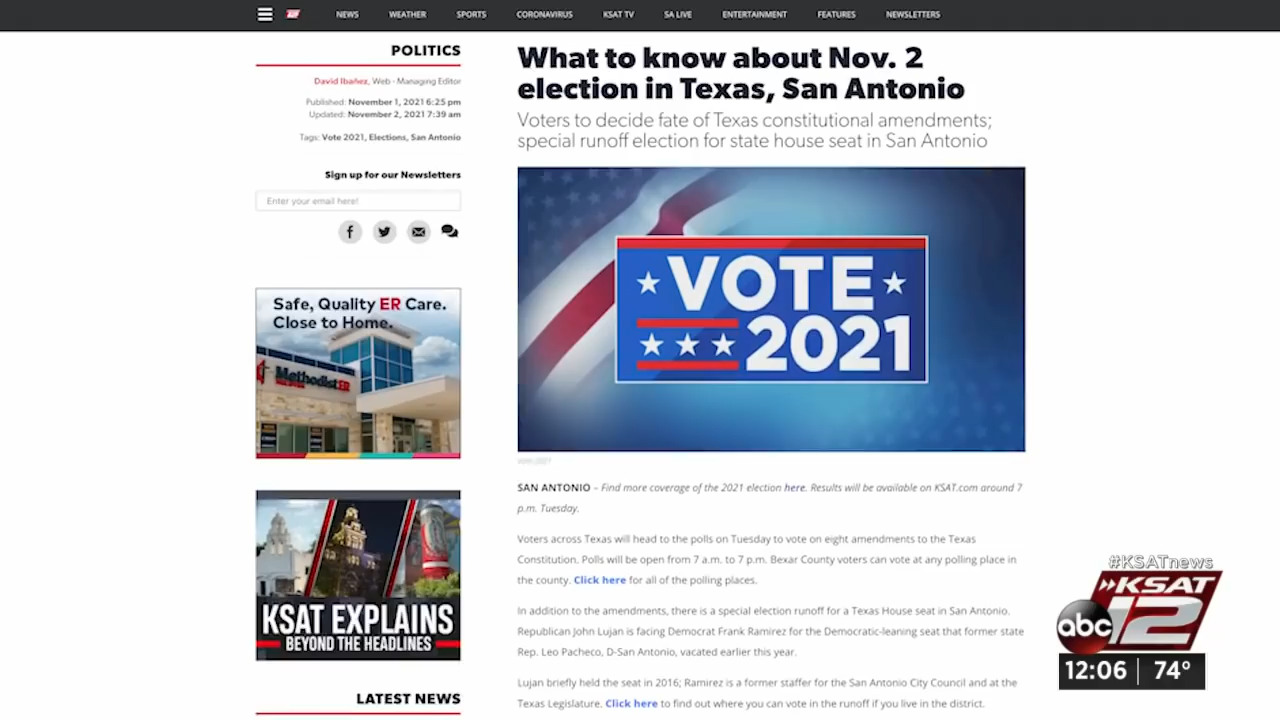 NEWS WEATHER SPORTS CORONAVIRUS KSAT TV SA LIVE ENTERTAINMENT FEATURES NEWSLETTERS
POLITICS
David Ibañez, Web - Managing Editor
Published: November 1, 2021 6:25 pm
Updated: November 2, 2021 7:39 am
Tags: Vote 2021, Elections, San Antonio
Sign up for our Newsletters
Enter your email here!
Safe, Quality ER Care.
Close to Home.
Methodist ER
KSAT EXPLAINS
BEYOND THE HEADLINES
LATEST NEWS
What to know about Nov. 2
election in Texas, San Antonio
Voters to decide fate of Texas constitutional amendments;
special runoff election for state house seat in San Antonio
VOTE
2021
Vote 2021
SAN ANTONIO – Find more coverage of the 2021 election here. Results will be available on KSAT.com around 7
p.m. Tuesday.
Voters across Texas will head to the polls on Tuesday to vote on eight amendments to the Texas
Constitution. Polls will be open from 7 a.m. to 7 p.m. Bexar County voters can vote at any polling place in
the county. Click here for all of the polling places.
In addition to the amendments, there is a special election runoff for a Texas House seat in San Antonio.
Republican John Lujan is facing Democrat Frank Ramirez for the Democratic-leaning seat that former state
Rep. Leo Pacheco, D-San Antonio, vacated earlier this year.
Lujan briefly held the seat in 2016; Ramirez is a former staffer for the San Antonio City Council and at the
Texas Legislature. Click here to find out where you can vote in the runoff if you live in the district.
#KSATnews
KSAT
abc 12
12:06 74°